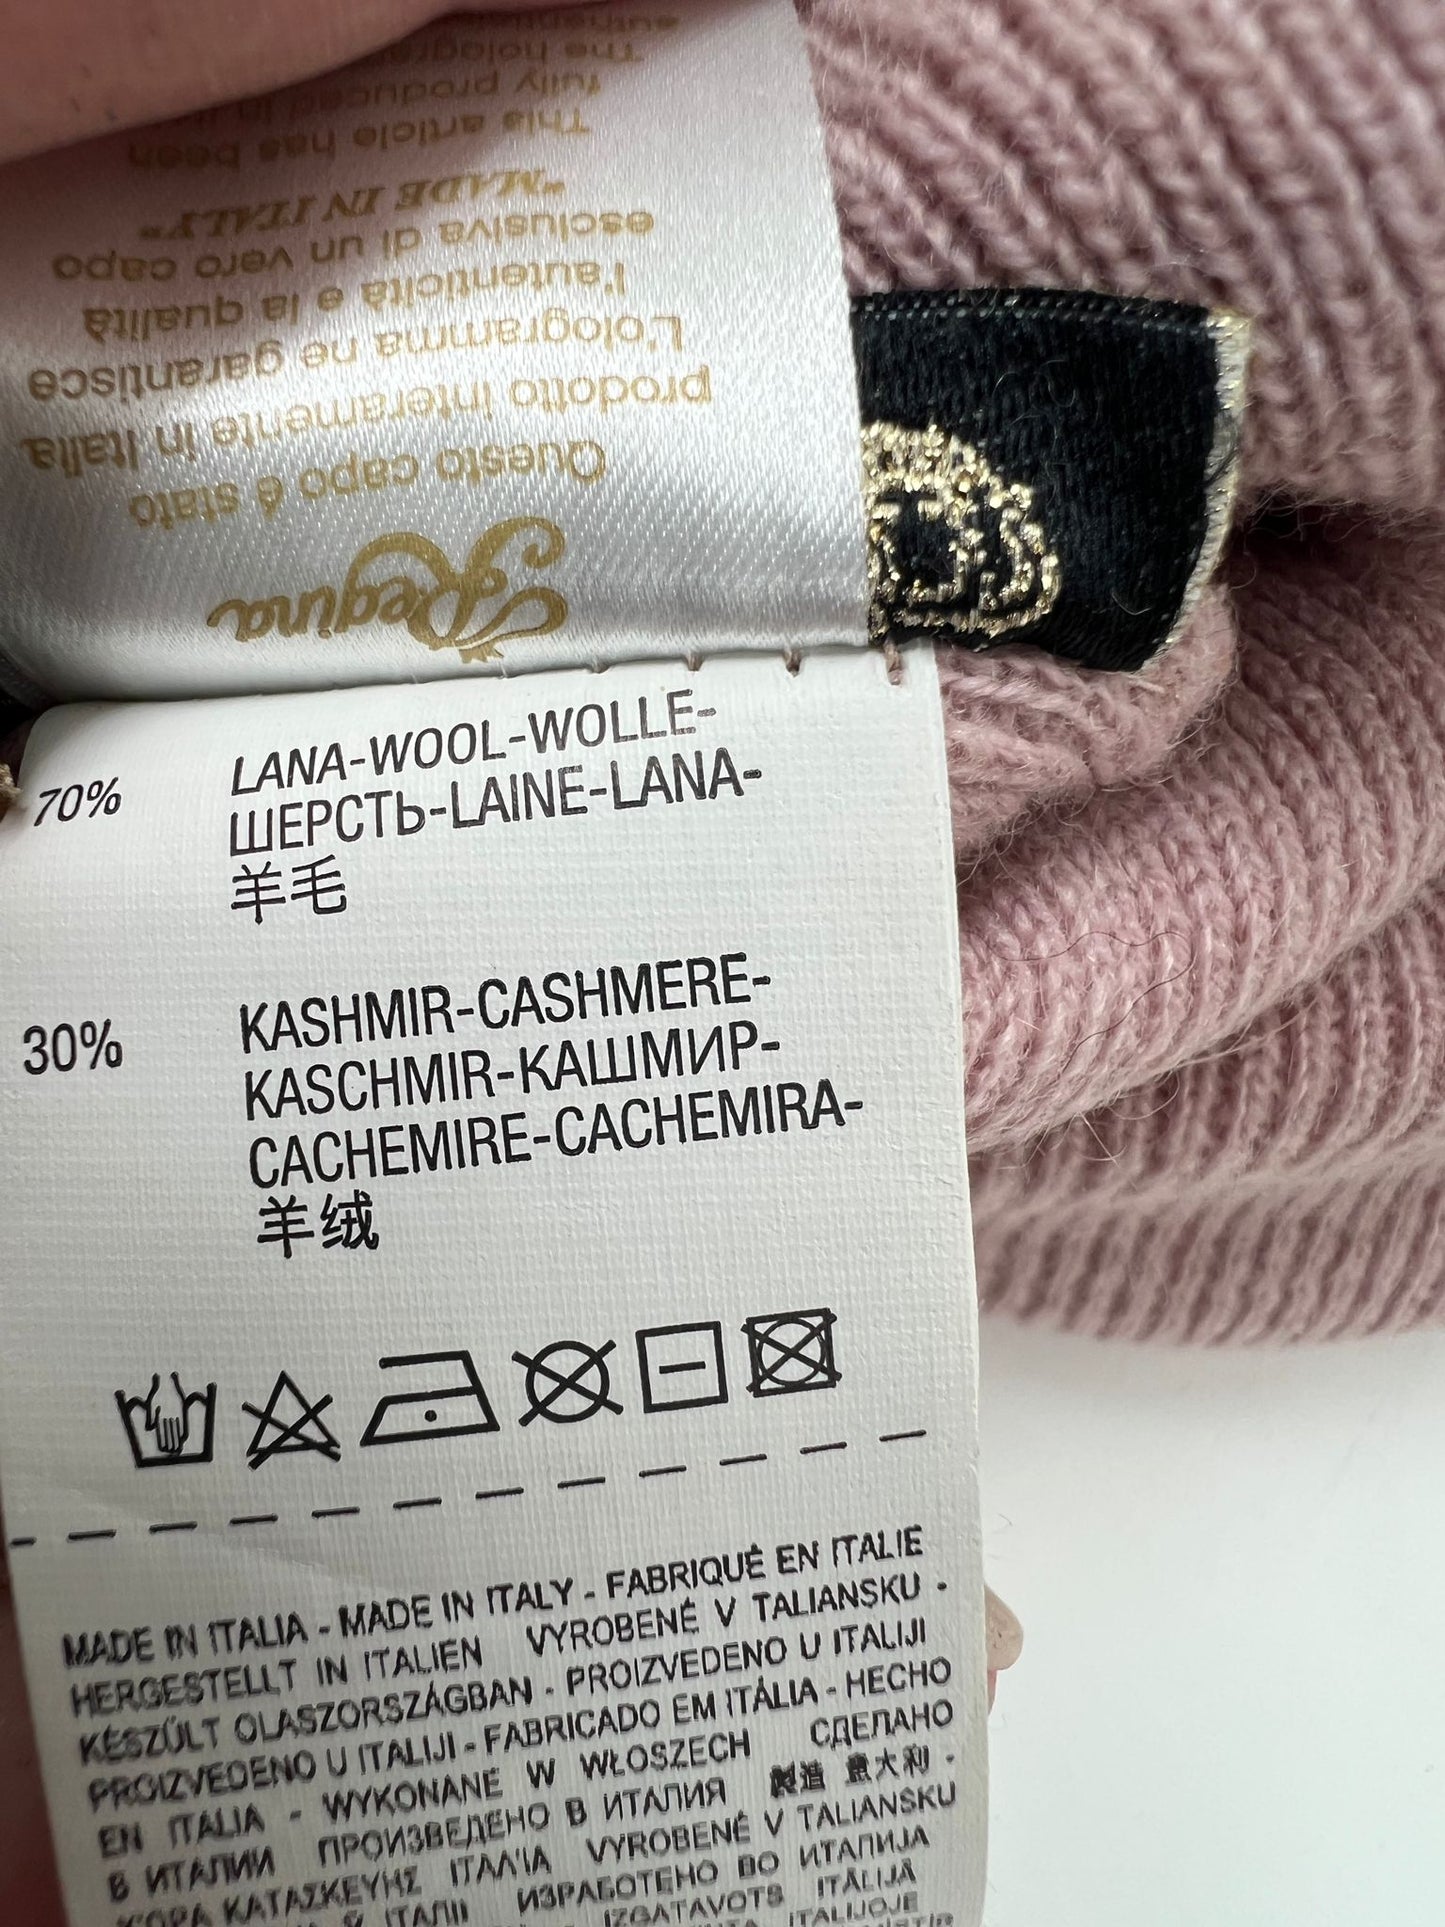 Regina
Questo capo é stato
prodotto interamente in Italia.
L'ologramma ne garantisce
l'autenticità e la qualità
esclusiva di un vero capo
"MADE IN ITALY"
This article has been
fully produced in
The
70%
LANA-WOOL-WOLLE-
ШЕРСТЬ-LAINE-LANA-
羊毛
30%
KASHMIR-CASHMERE-
KASCHMIR-КАШМИР-
CACHEMIRE-CACHEMIRA-
羊绒
MADE IN ITALIA - MADE IN ITALY - FABRIQUÉ EN ITALIE
HERGESTELLT IN ITALIEN VYROBENÉ V TALIANSKU -
KÉSZÜLT OLASZORSZÁGBAN - PROIZVEDENO U ITALIJI
PROIZVEDENO U ITALIJI - FABRICADO EM ITÁLIA - HECHO
EN ITALIA - WYKONANE W WŁOSZECH СДЕЛАНО
В ИТАЛИИ ПРОИЗВЕДЕНО В ИТАЛИЯ 製造 大利 -
ΚΑΤΑΣΚΕΥΗΣ ΙΤΑΛΊΑ VYROBENÉ V TALIANSKU
ИЗРАБОТЕНО ВО ИТАЛИЈА
IZGATAVOTS ITĀLIJĀ
ITALIJOJE